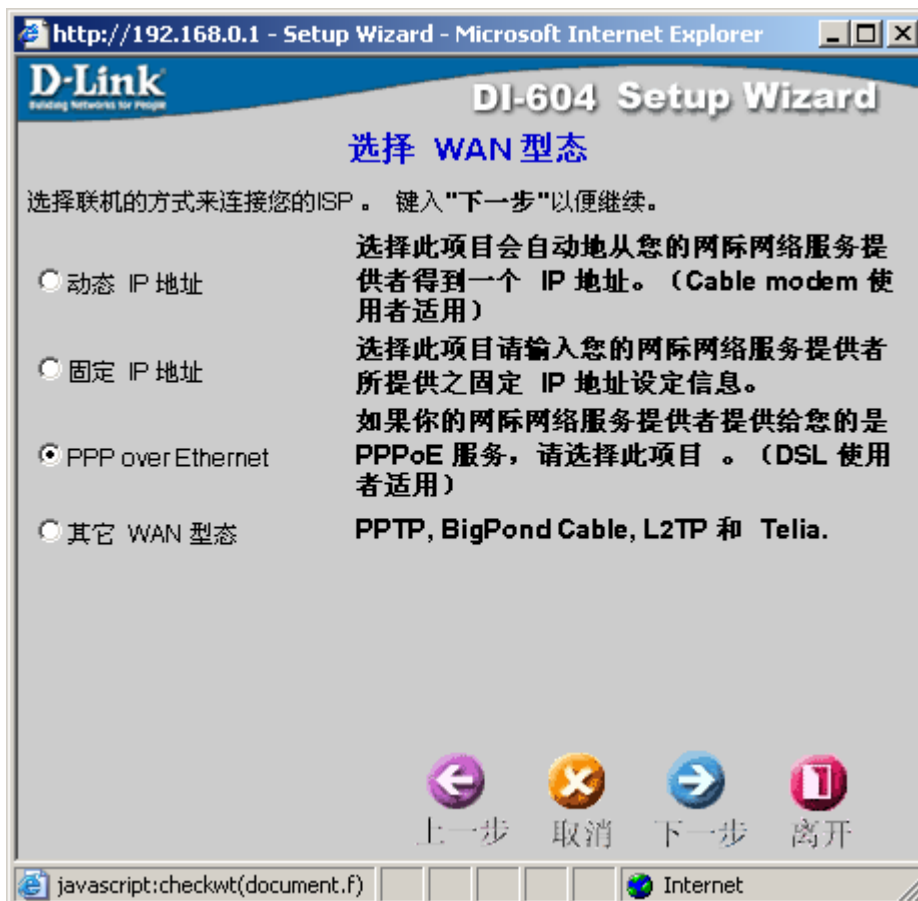 http://192.168.0.1 - Setup Wizard - Microsoft Internet Explorer
D-Link
Building Networks for People
DI-604 Setup Wizard
选择 WAN 型态
选择联机的方式来连接您的ISP 。 键入"下一步"以便继续。
动态 IP 地址
选择此项目会自动地从您的网际网络服务提
供者得到一个 IP 地址。（Cable modem 使
用者适用）
固定 IP 地址
选择此项目请输入您的网际网络服务提供者
所提供之固定 IP 地址设定信息。
PPP over Ethernet
如果你的网际网络服务提供者提供给您的是
PPPoE 服务，请选择此项目 。（DSL 使用
者适用）
其它 WAN 型态
PPTP, BigPond Cable, L2TP 和 Telia.
上一步 取消 下一步 离开
javascript:checkwt(document.f) Internet